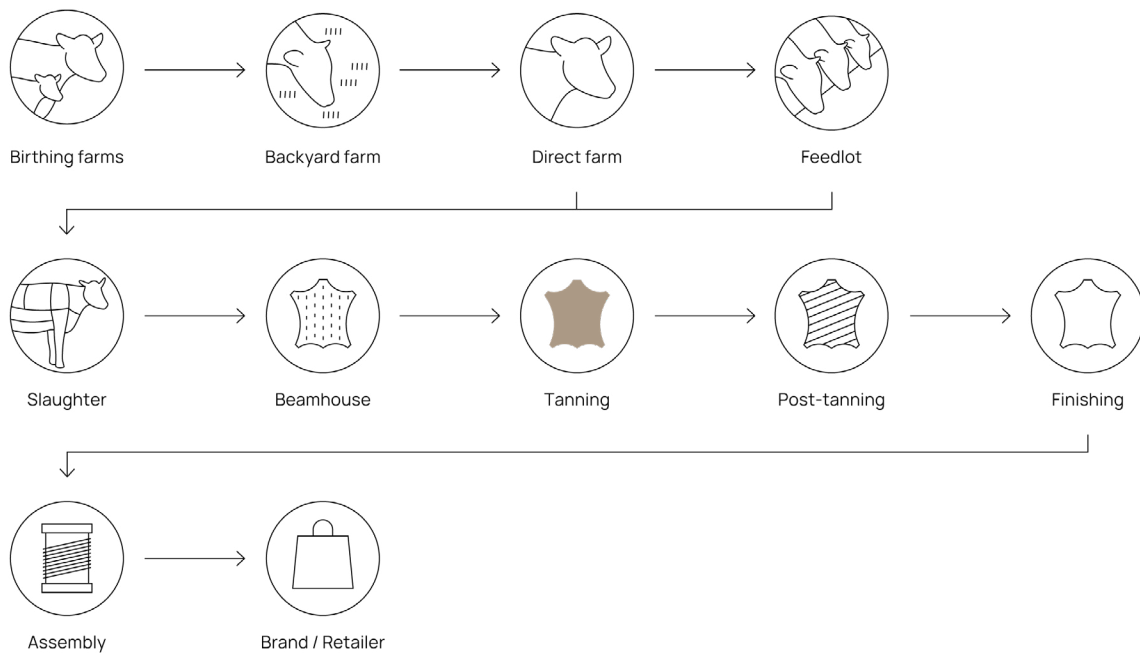 Birthing farms
Backyard farm
Direct farm
Feedlot
Slaughter
Beamhouse
Tanning
Post-tanning
Finishing
Assembly
Brand / Retailer